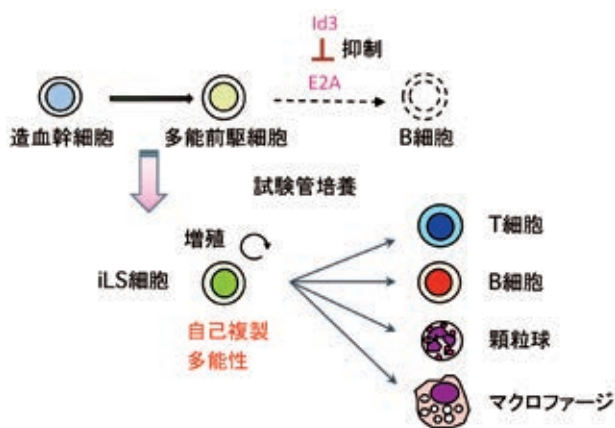 Id3
抑制
E2A
造血幹細胞
多能前駆細胞
B細胞
試験管培養
増殖
iLS細胞
自己複製
多能性
T細胞
B細胞
顆粒球
マクロファージ